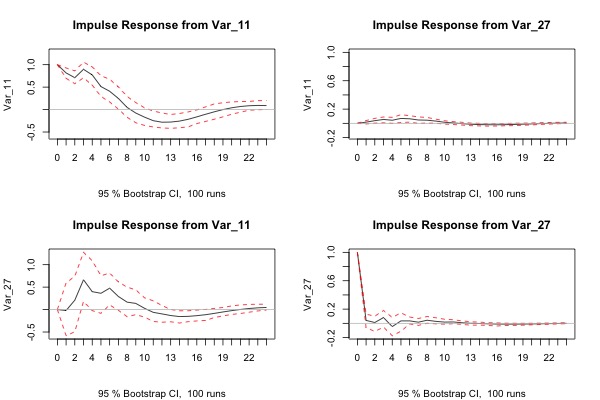 Impulse Response from Var_11
Var_11
1.0
0.5
-0.5
0 2 4 6 8 10 13 16 19 22
95 % Bootstrap CI,  100 runs
Impulse Response from Var_27
Var_11
1.0
0.6
0.2
-0.2
0 2 4 6 8 10 13 16 19 22
95 % Bootstrap CI,  100 runs
Impulse Response from Var_11
Var_27
1.0
0.5
-0.5
0 2 4 6 8 10 13 16 19 22
95 % Bootstrap CI,  100 runs
Impulse Response from Var_27
Var_27
1.0
0.6
0.2
-0.2
0 2 4 6 8 10 13 16 19 22
95 % Bootstrap CI,  100 runs